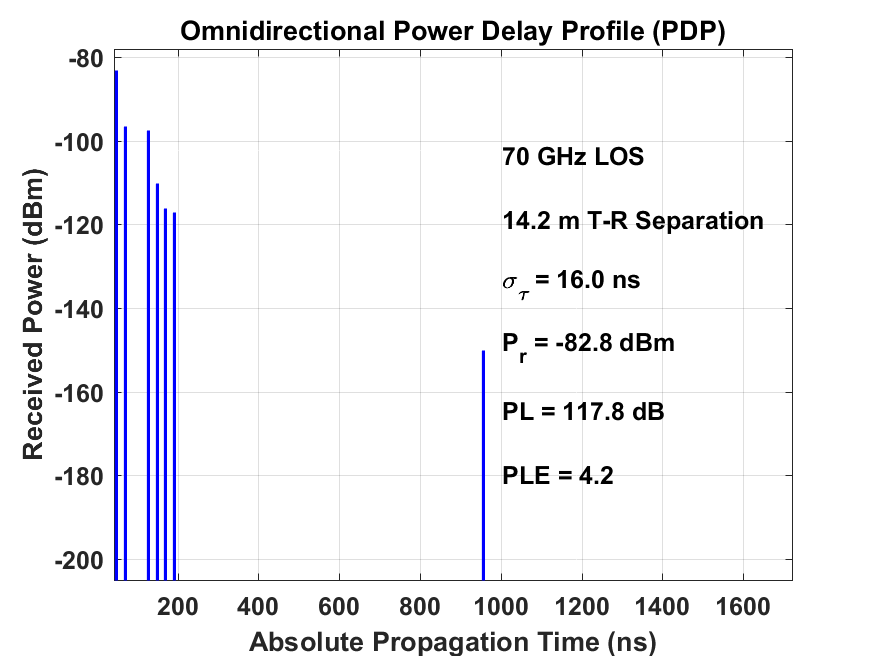 Omnidirectional Power Delay Profile (PDP)
-80
-100
-120
-140
-160
-180
-200
Received Power (dBm)
70 GHz LOS
14.2 m T-R Separation
σ_τ = 16.0 ns
P_r = -82.8 dBm
PL = 117.8 dB
PLE = 4.2
200 400 600 800 1000 1200 1400 1600
Absolute Propagation Time (ns)